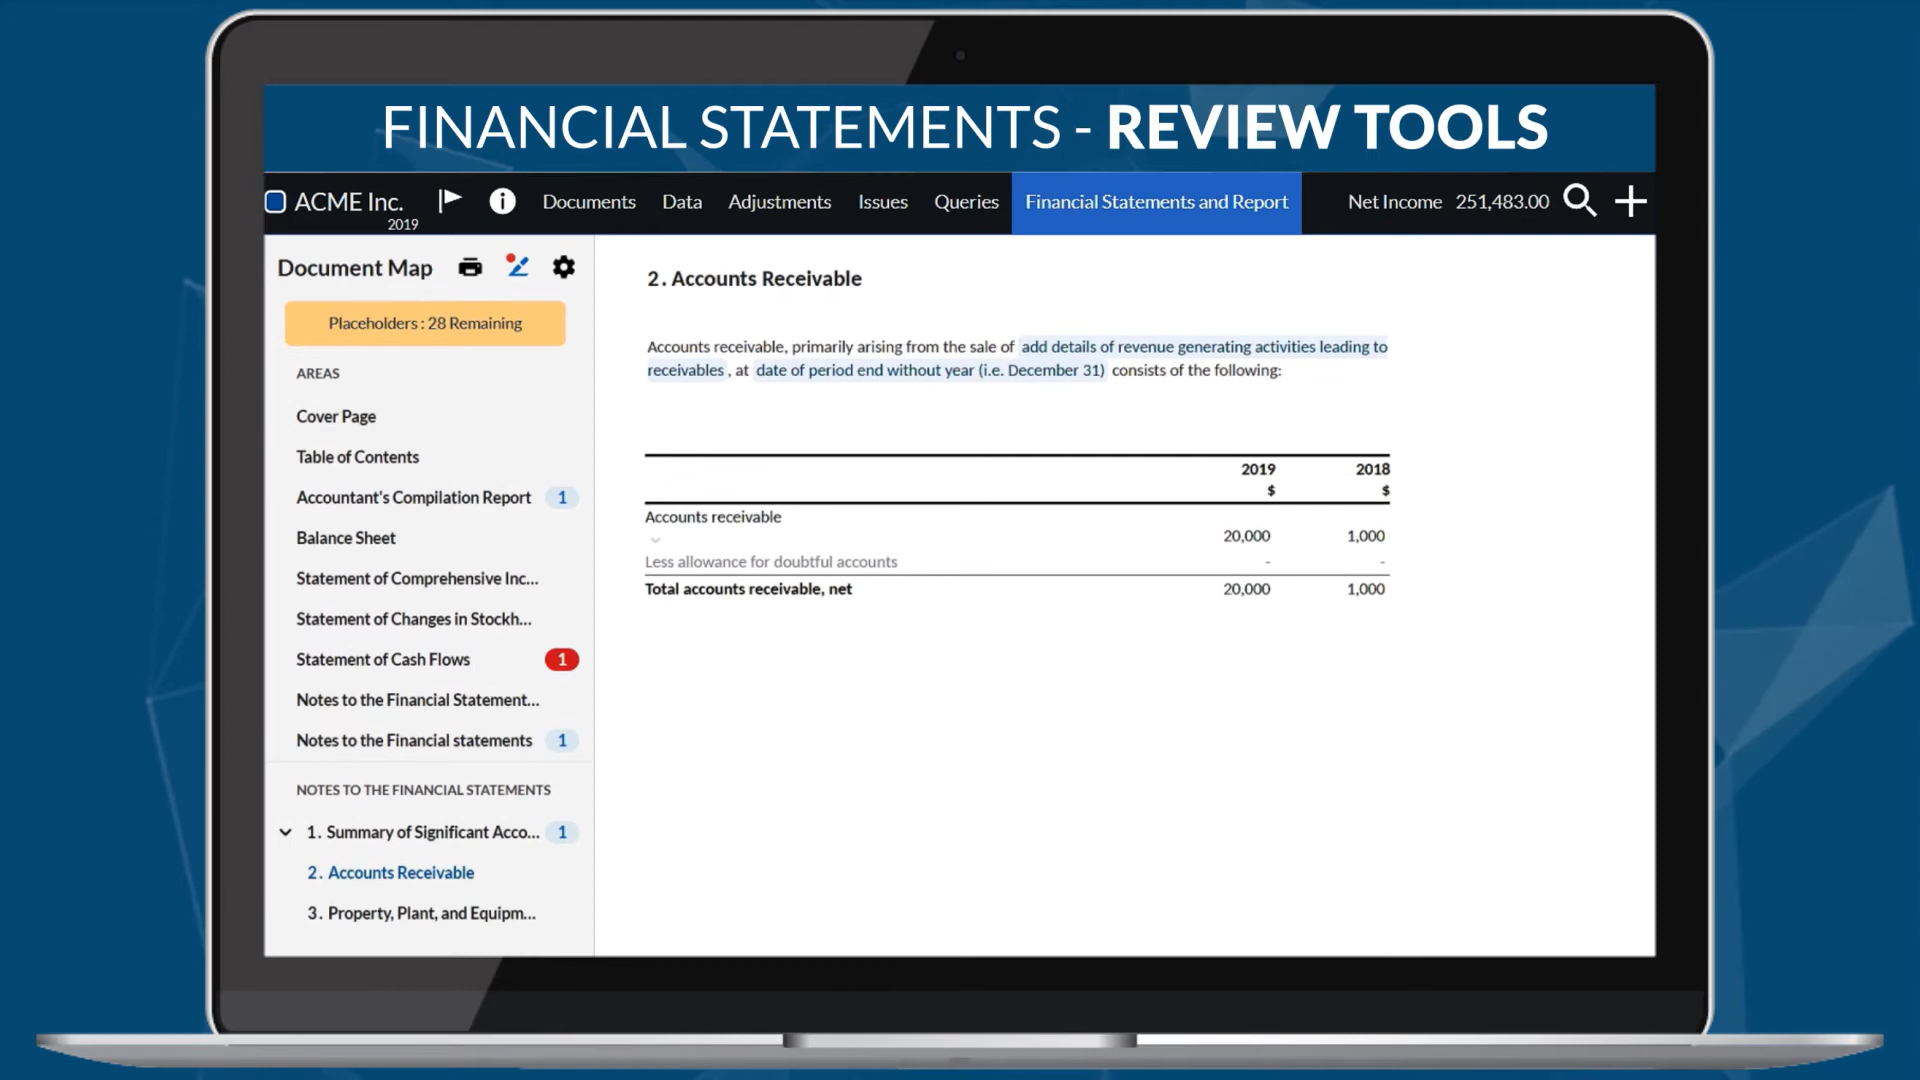 FINANCIAL STATEMENTS - REVIEW TOOLS
ACME Inc.
2019
Documents
Data
Adjustments
Issues
Queries
Financial Statements and Report
Net Income 251,483.00
Document Map
Placeholders : 28 Remaining
AREAS
Cover Page
Table of Contents
Accountant's Compilation Report 1
Balance Sheet
Statement of Comprehensive Inc...
Statement of Changes in Stockh...
Statement of Cash Flows 1
Notes to the Financial Statement...
Notes to the Financial statements 1
NOTES TO THE FINANCIAL STATEMENTS
1. Summary of Significant Acco... 1
2. Accounts Receivable
3. Property, Plant, and Equipm...
2. Accounts Receivable
Accounts receivable, primarily arising from the sale of add details of revenue generating activities leading to
receivables , at date of period end without year (i.e. December 31) consists of the following:
2019 2018
$ $
Accounts receivable
20,000 1,000
Less allowance for doubtful accounts - -
Total accounts receivable, net 20,000 1,000